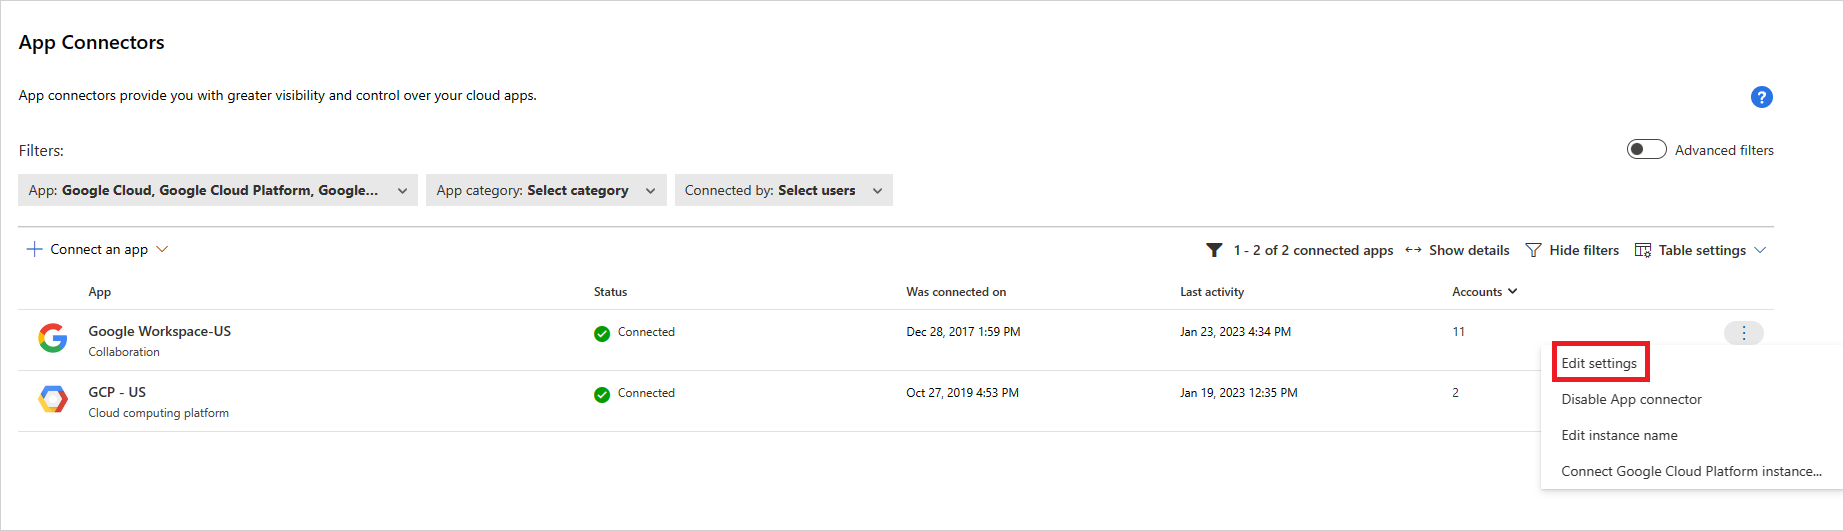 App Connectors
App connectors provide you with greater visibility and control over your cloud apps.
?
Filters:
Advanced filters
App: Google Cloud, Google Cloud Platform, Google...
App category: Select category
Connected by: Select users
Connect an app
1 - 2 of 2 connected apps
Show details
Hide filters
Table settings
App
Status
Was connected on
Last activity
Accounts
Google Workspace-US
Collaboration
Connected
Dec 28, 2017 1:59 PM
Jan 23, 2023 4:34 PM
11
GCP - US
Cloud computing platform
Connected
Oct 27, 2019 4:53 PM
Jan 19, 2023 12:35 PM
2
Edit settings
Disable App connector
Edit instance name
Connect Google Cloud Platform instance...